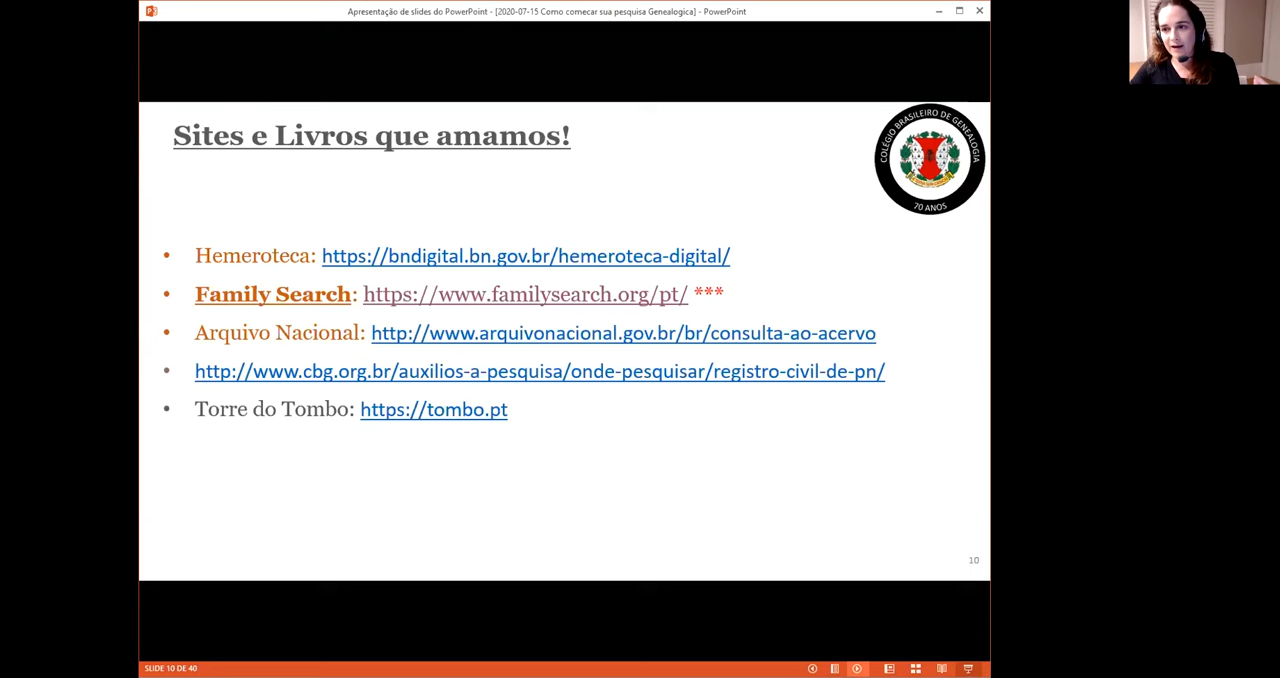 Apresentação de slides do PowerPoint - [2020-07-15 Como comecar sua pesquisa Genealogica] - PowerPoint
Sites e Livros que amamos!
COLÉGIO BRASILEIRO DE GENEALOGIA
70 ANOS
• Hemeroteca: https://bndigital.bn.gov.br/hemeroteca-digital/
• Family Search: https://www.familysearch.org/pt/ ***
• Arquivo Nacional: http://www.arquivonacional.gov.br/br/consulta-ao-acervo
• http://www.cbg.org.br/auxilios-a-pesquisa/onde-pesquisar/registro-civil-de-pn/
• Torre do Tombo: https://tombo.pt
10
SLIDE 10 DE 40